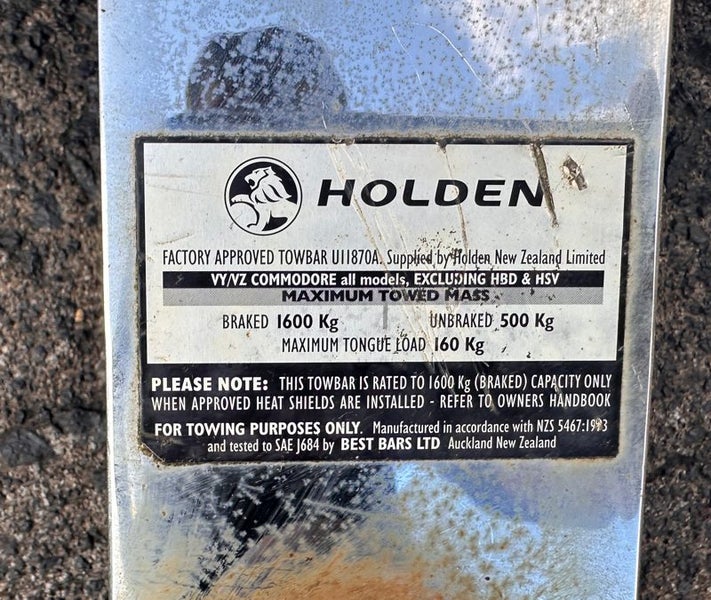 HOLDEN
FACTORY APPROVED TOWBAR U11870A. Supplied by Holden New Zealand Limited
VY/VZ COMMODORE all models, EXCLUDING HBD & HSV
MAXIMUM TOWED MASS
BRAKED 1600 Kg UNBRAKED 500 Kg
MAXIMUM TONGUE LOAD 160 Kg
PLEASE NOTE: THIS TOWBAR IS RATED TO 1600 Kg (BRAKED) CAPACITY ONLY
WHEN APPROVED HEAT SHIELDS ARE INSTALLED - REFER TO OWNERS HANDBOOK
FOR TOWING PURPOSES ONLY. Manufactured in accordance with NZS 5467:1993
and tested to SAE J684 by BEST BARS LTD Auckland New Zealand